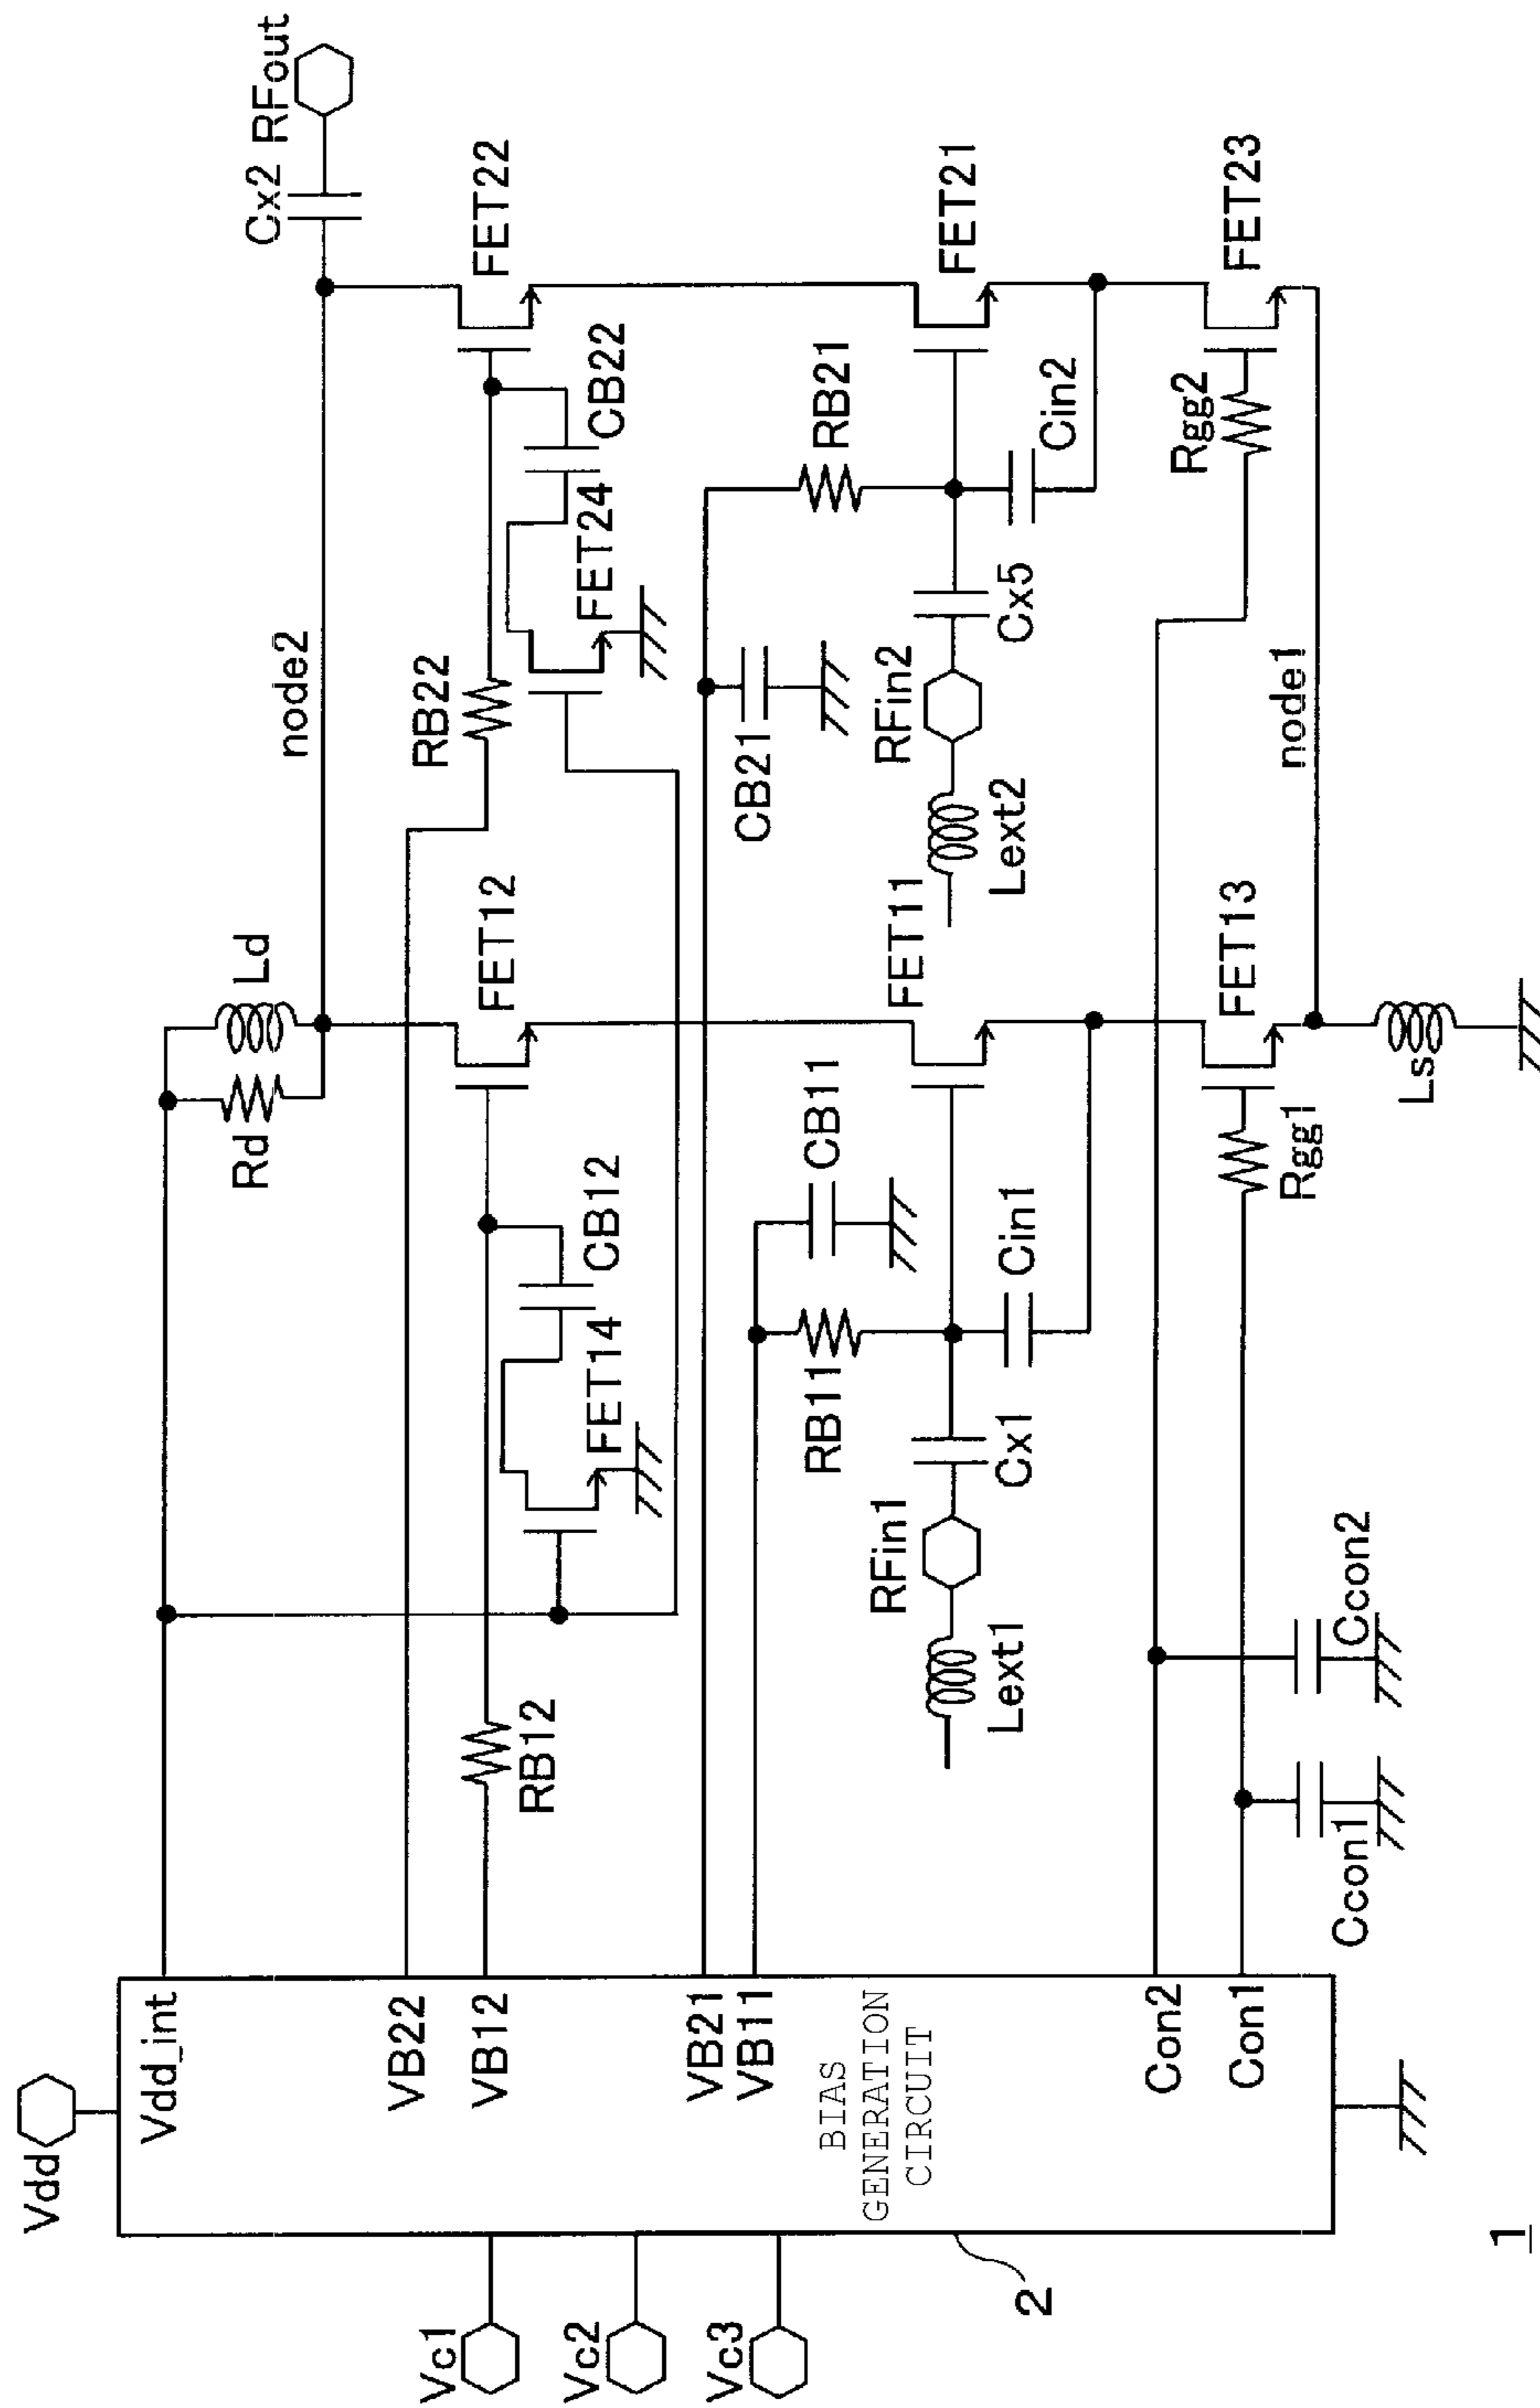 Vdd
Vc1
Vc2
Vc3
2
BIAS
GENERATION
CIRCUIT
Vdd_int
VB22
VB12
VB21
VB11
Con2
Con1
Ccon1
Ccon2
RB12
Lext1
RFin1
Cx1
RB11
Cin1
CB11
FET14
CB12
Rd
Ld
FET12
FET11
Rgg1
FET13
Ls
node2
node1
RB22
FET24
CB22
FET22
CB21
Lext2
RFin2
Cx5
RB21
Cin2
FET21
Rgg2
FET23
Cx2
RFout
1